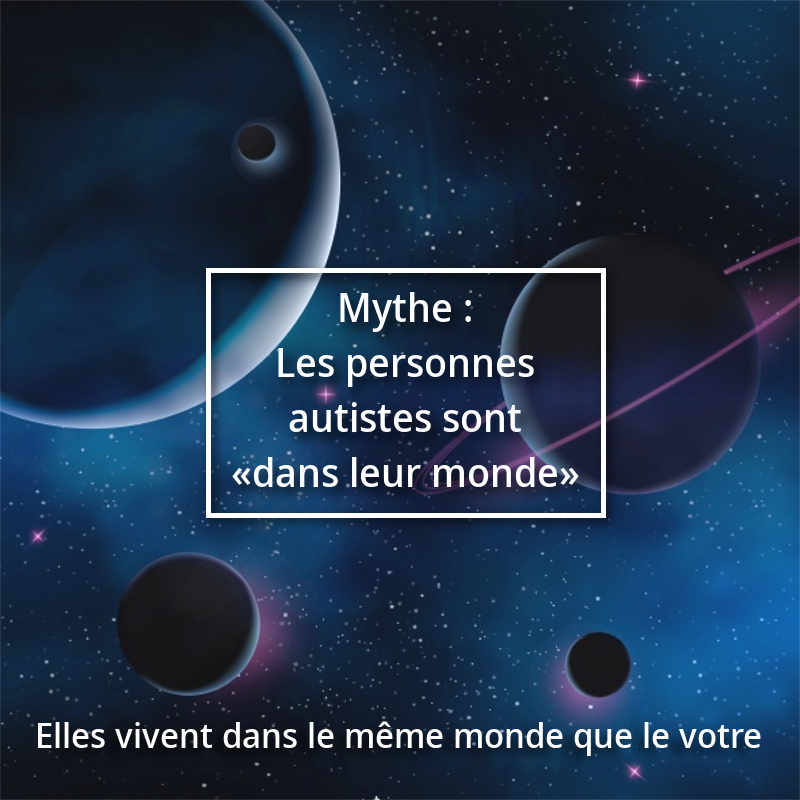 Mythe :
Les personnes
autistes sont
«dans leur monde»
Elles vivent dans le même monde que le votre